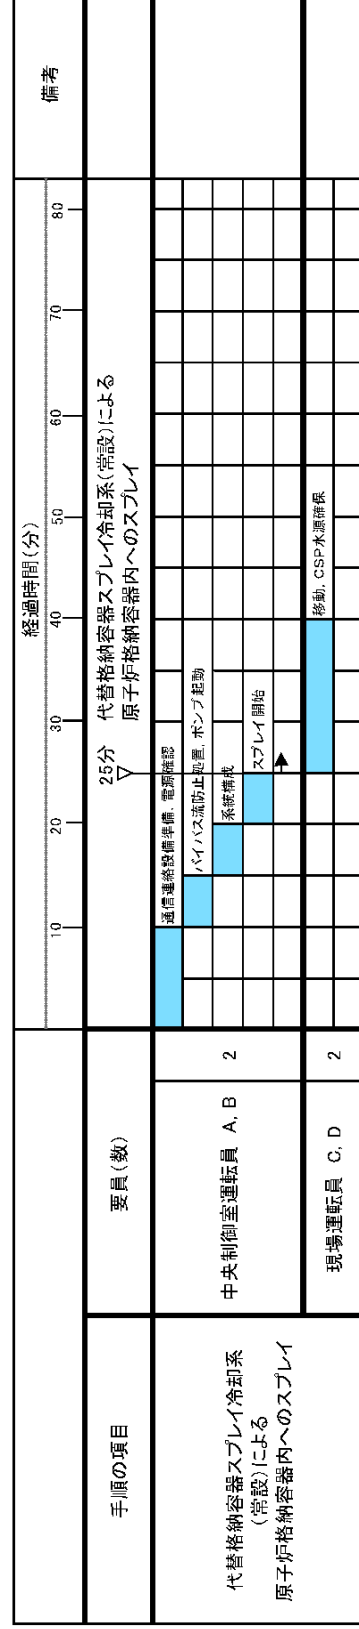 経過時間(分)
備考
10
20
30
40
50
60
70
80
手順の項目
要員(数)
25分
代替格納容器スプレイ冷却系(常設)による
原子炉格納容器内へのスプレイ
代替格納容器スプレイ冷却系
(常設)による
原子炉格納容器内へのスプレイ
中央制御室運転員 A, B
2
通信連絡設備準備, 電源確認
バイパス流防止処置, ポンプ起動
系統構成
スプレイ開始
現場運転員 C, D
2
移動, CSP水源確保